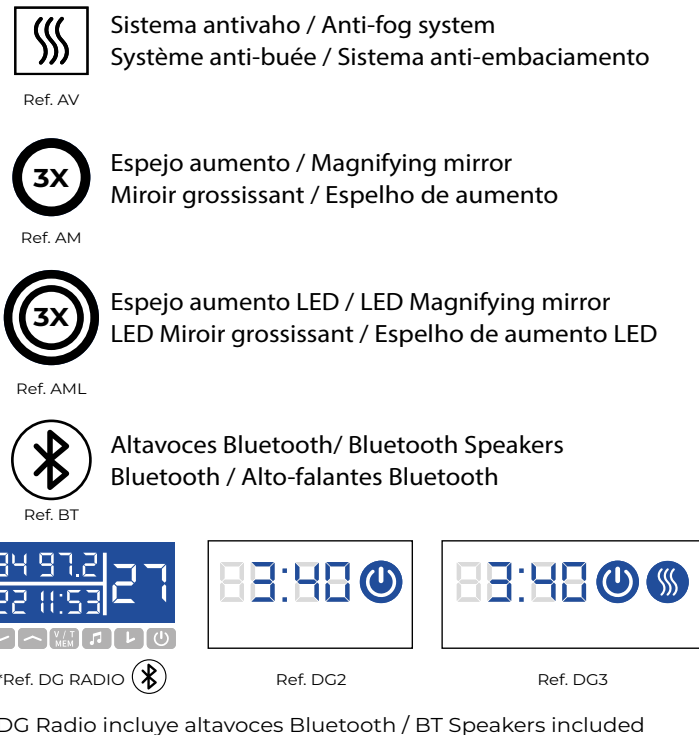 Sistema antivaho / Anti-fog system
Système anti-buée / Sistema anti-embaciamento
Ref. AV
3X
Espejo aumento / Magnifying mirror
Miroir grossissant / Espelho de aumento
Ref. AM
3X
Espejo aumento LED / LED Magnifying mirror
LED Miroir grossissant / Espelho de aumento LED
Ref. AML
Altavoces Bluetooth/ Bluetooth Speakers
Bluetooth / Alto-falantes Bluetooth
Ref. BT
34 97.2
22 11:53
27
V / T
MEM
3:40
3:40
*Ref. DG RADIO
Ref. DG2
Ref. DG3
DG Radio incluye altavoces Bluetooth / BT Speakers included